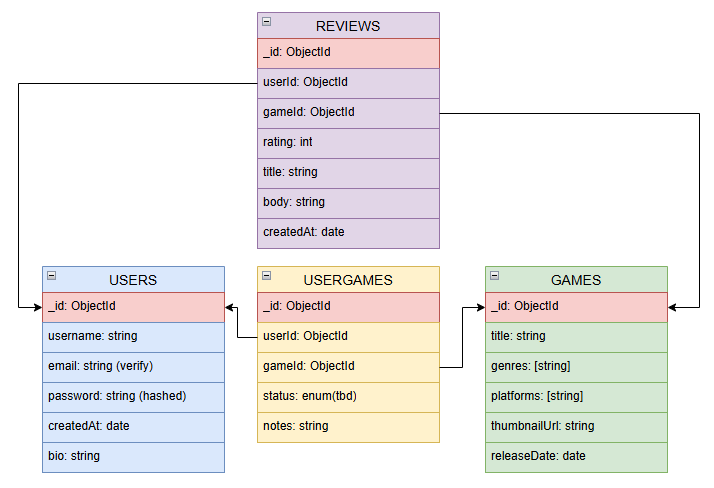 REVIEWS
_id: ObjectId
userId: ObjectId
gameId: ObjectId
rating: int
title: string
body: string
createdAt: date
USERS
_id: ObjectId
username: string
email: string (verify)
password: string (hashed)
createdAt: date
bio: string
USERGAMES
_id: ObjectId
userId: ObjectId
gameId: ObjectId
status: enum(tbd)
notes: string
GAMES
_id: ObjectId
title: string
genres: [string]
platforms: [string]
thumbnailUrl: string
releaseDate: date